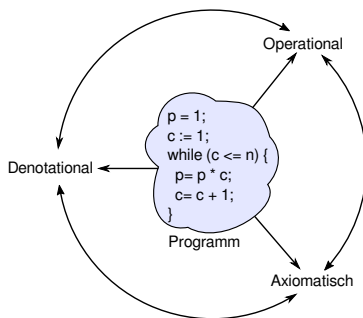 Operational
p = 1;
c := 1;
while (c <= n) {
p= p * c;
c= c + 1;
}
Programm
Denotational
Axiomatisch